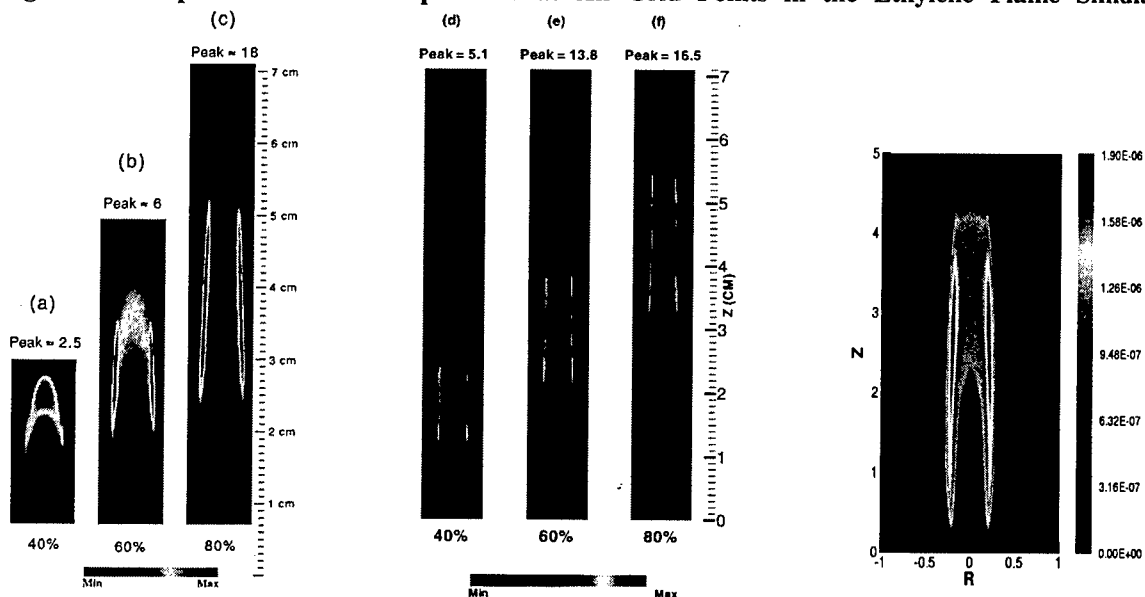 in the Ethylene Flame
(c)
Peak ≈ 18
(b)
Peak ≈ 6
(a)
Peak ≈ 2.5
7 cm
6 cm
5 cm
4 cm
3 cm
2 cm
1 cm
40%
60%
80%
Min Max
(d) (e) (f)
Peak = 5.1 Peak = 13.8 Peak = 16.5
7
6
5
4
3
2
1
0
Z (CM)
40% 60% 80%
Min Max
5
4
3
2
1
0
Z
-1 -0.5 0 0.5 1
R
1.90E-06
1.58E-06
1.26E-06
9.48E-07
6.32E-07
3.16E-07
0.00E+00